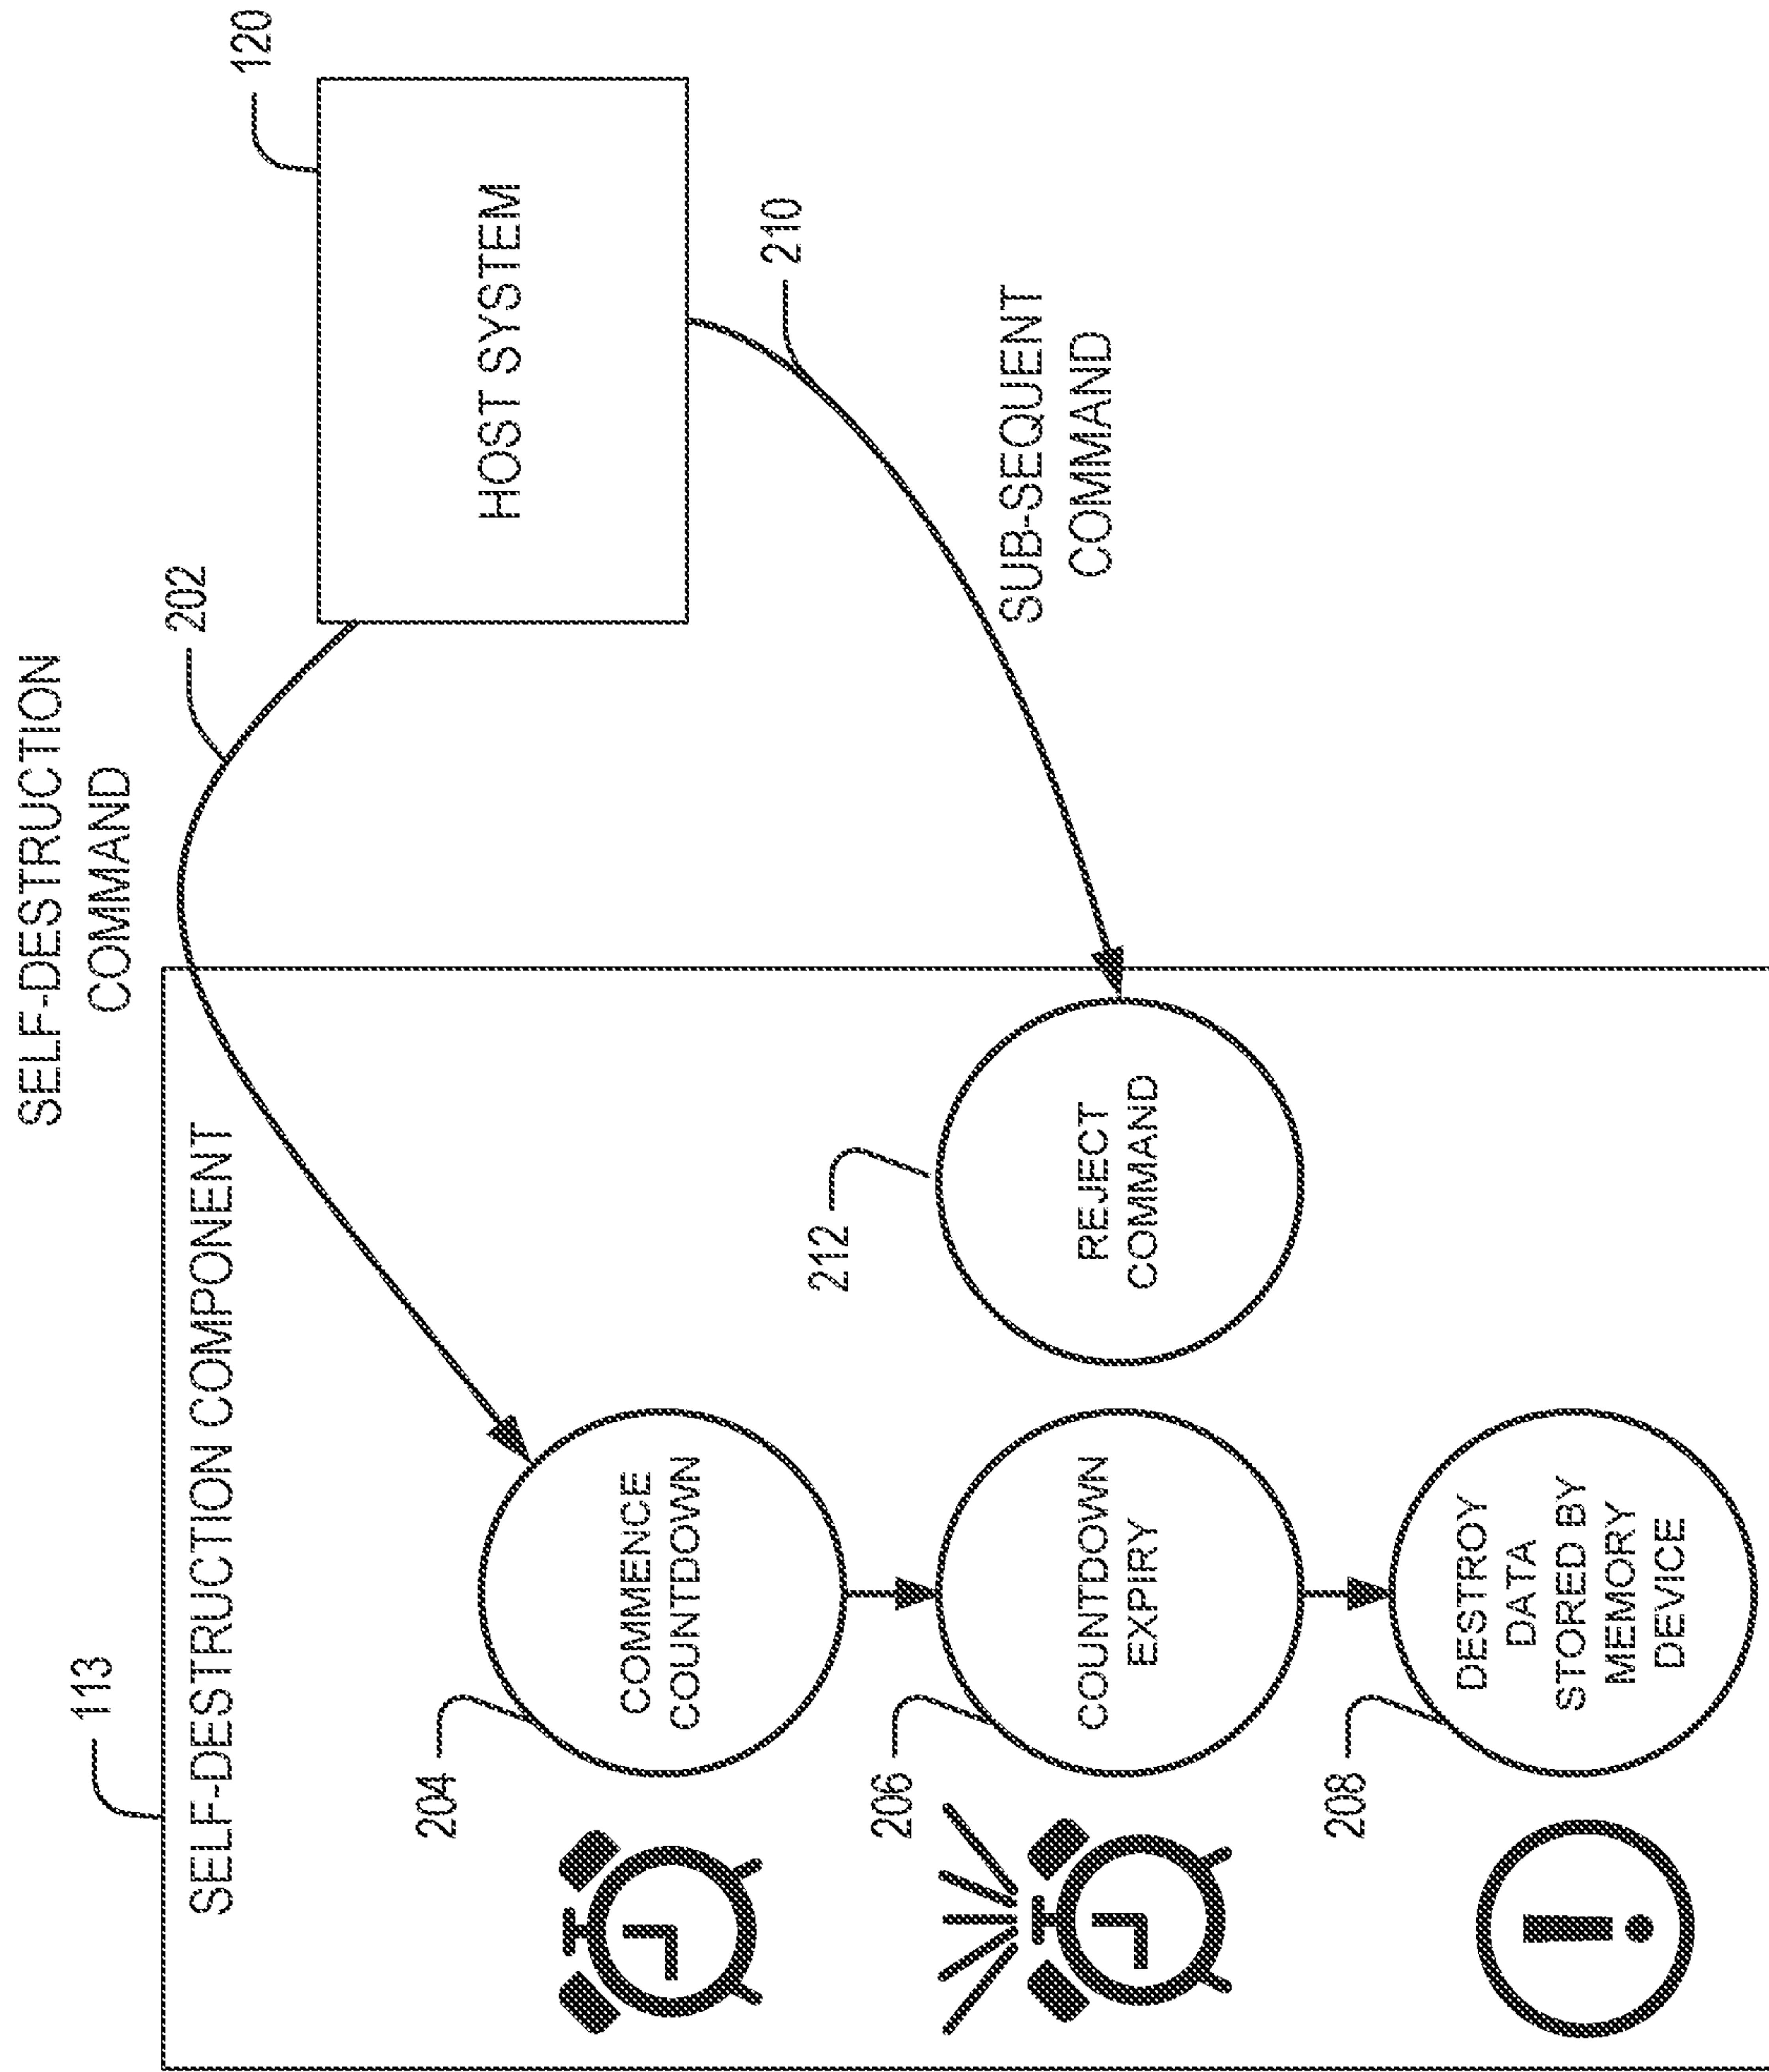 113
SELF-DESTRUCTION COMPONENT
SELF-DESTRUCTION
COMMAND
202
120
HOST SYSTEM
204
COMMENCE
COUNTDOWN
206
COUNTDOWN
EXPIRY
208
DESTROY
DATA
STORED BY
MEMORY
DEVICE
212
REJECT
COMMAND
210
SUB-SEQUENT
COMMAND
!